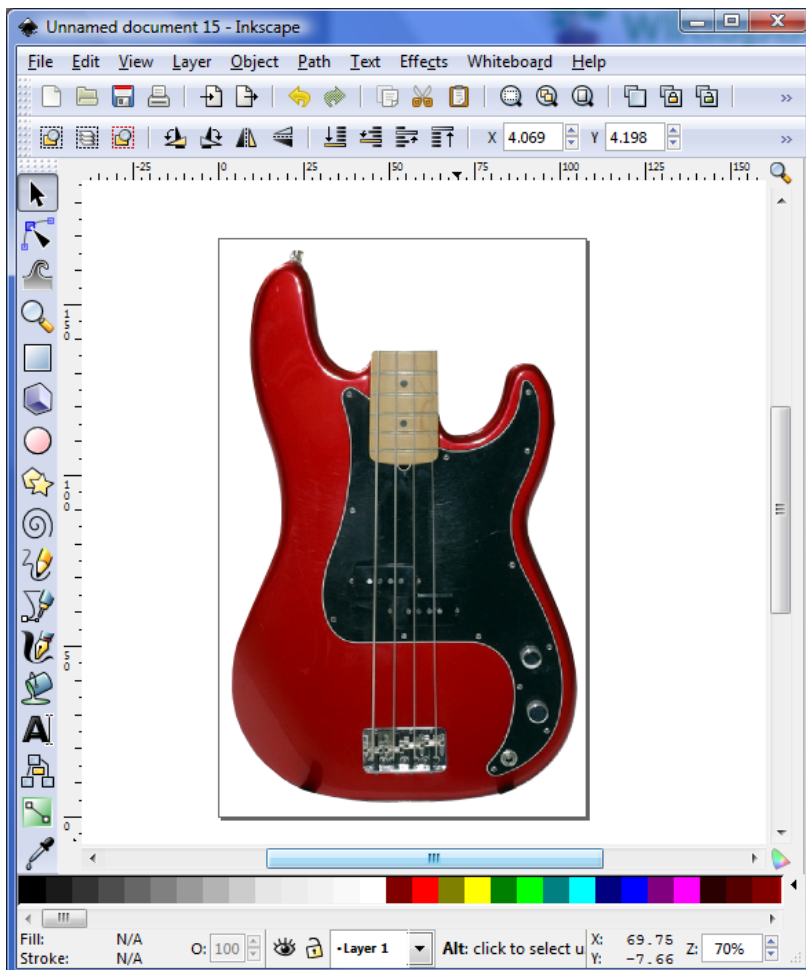 Unnamed document 15 - Inkscape
File Edit View Layer Object Path Text Effects Whiteboard Help
X 4.069 Y 4.198
-25 0 25 50 75 100 125 150
150
100
50
0
Fill: N/A
Stroke: N/A
O: 100
•Layer 1
Alt: click to select u
X: 69.75
Y: -7.66
Z: 70%